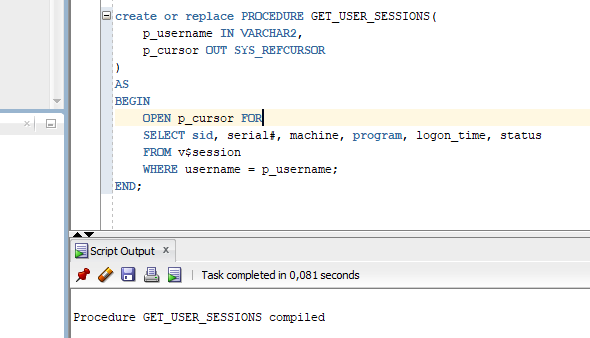 create or replace PROCEDURE GET_USER_SESSIONS(
    p_username IN VARCHAR2,
    p_cursor OUT SYS_REFCURSOR
)
AS
BEGIN
    OPEN p_cursor FOR
    SELECT sid, serial#, machine, program, logon_time, status
    FROM v$session
    WHERE username = p_username;
END;
Script Output x
Task completed in 0,081 seconds
Procedure GET_USER_SESSIONS compiled